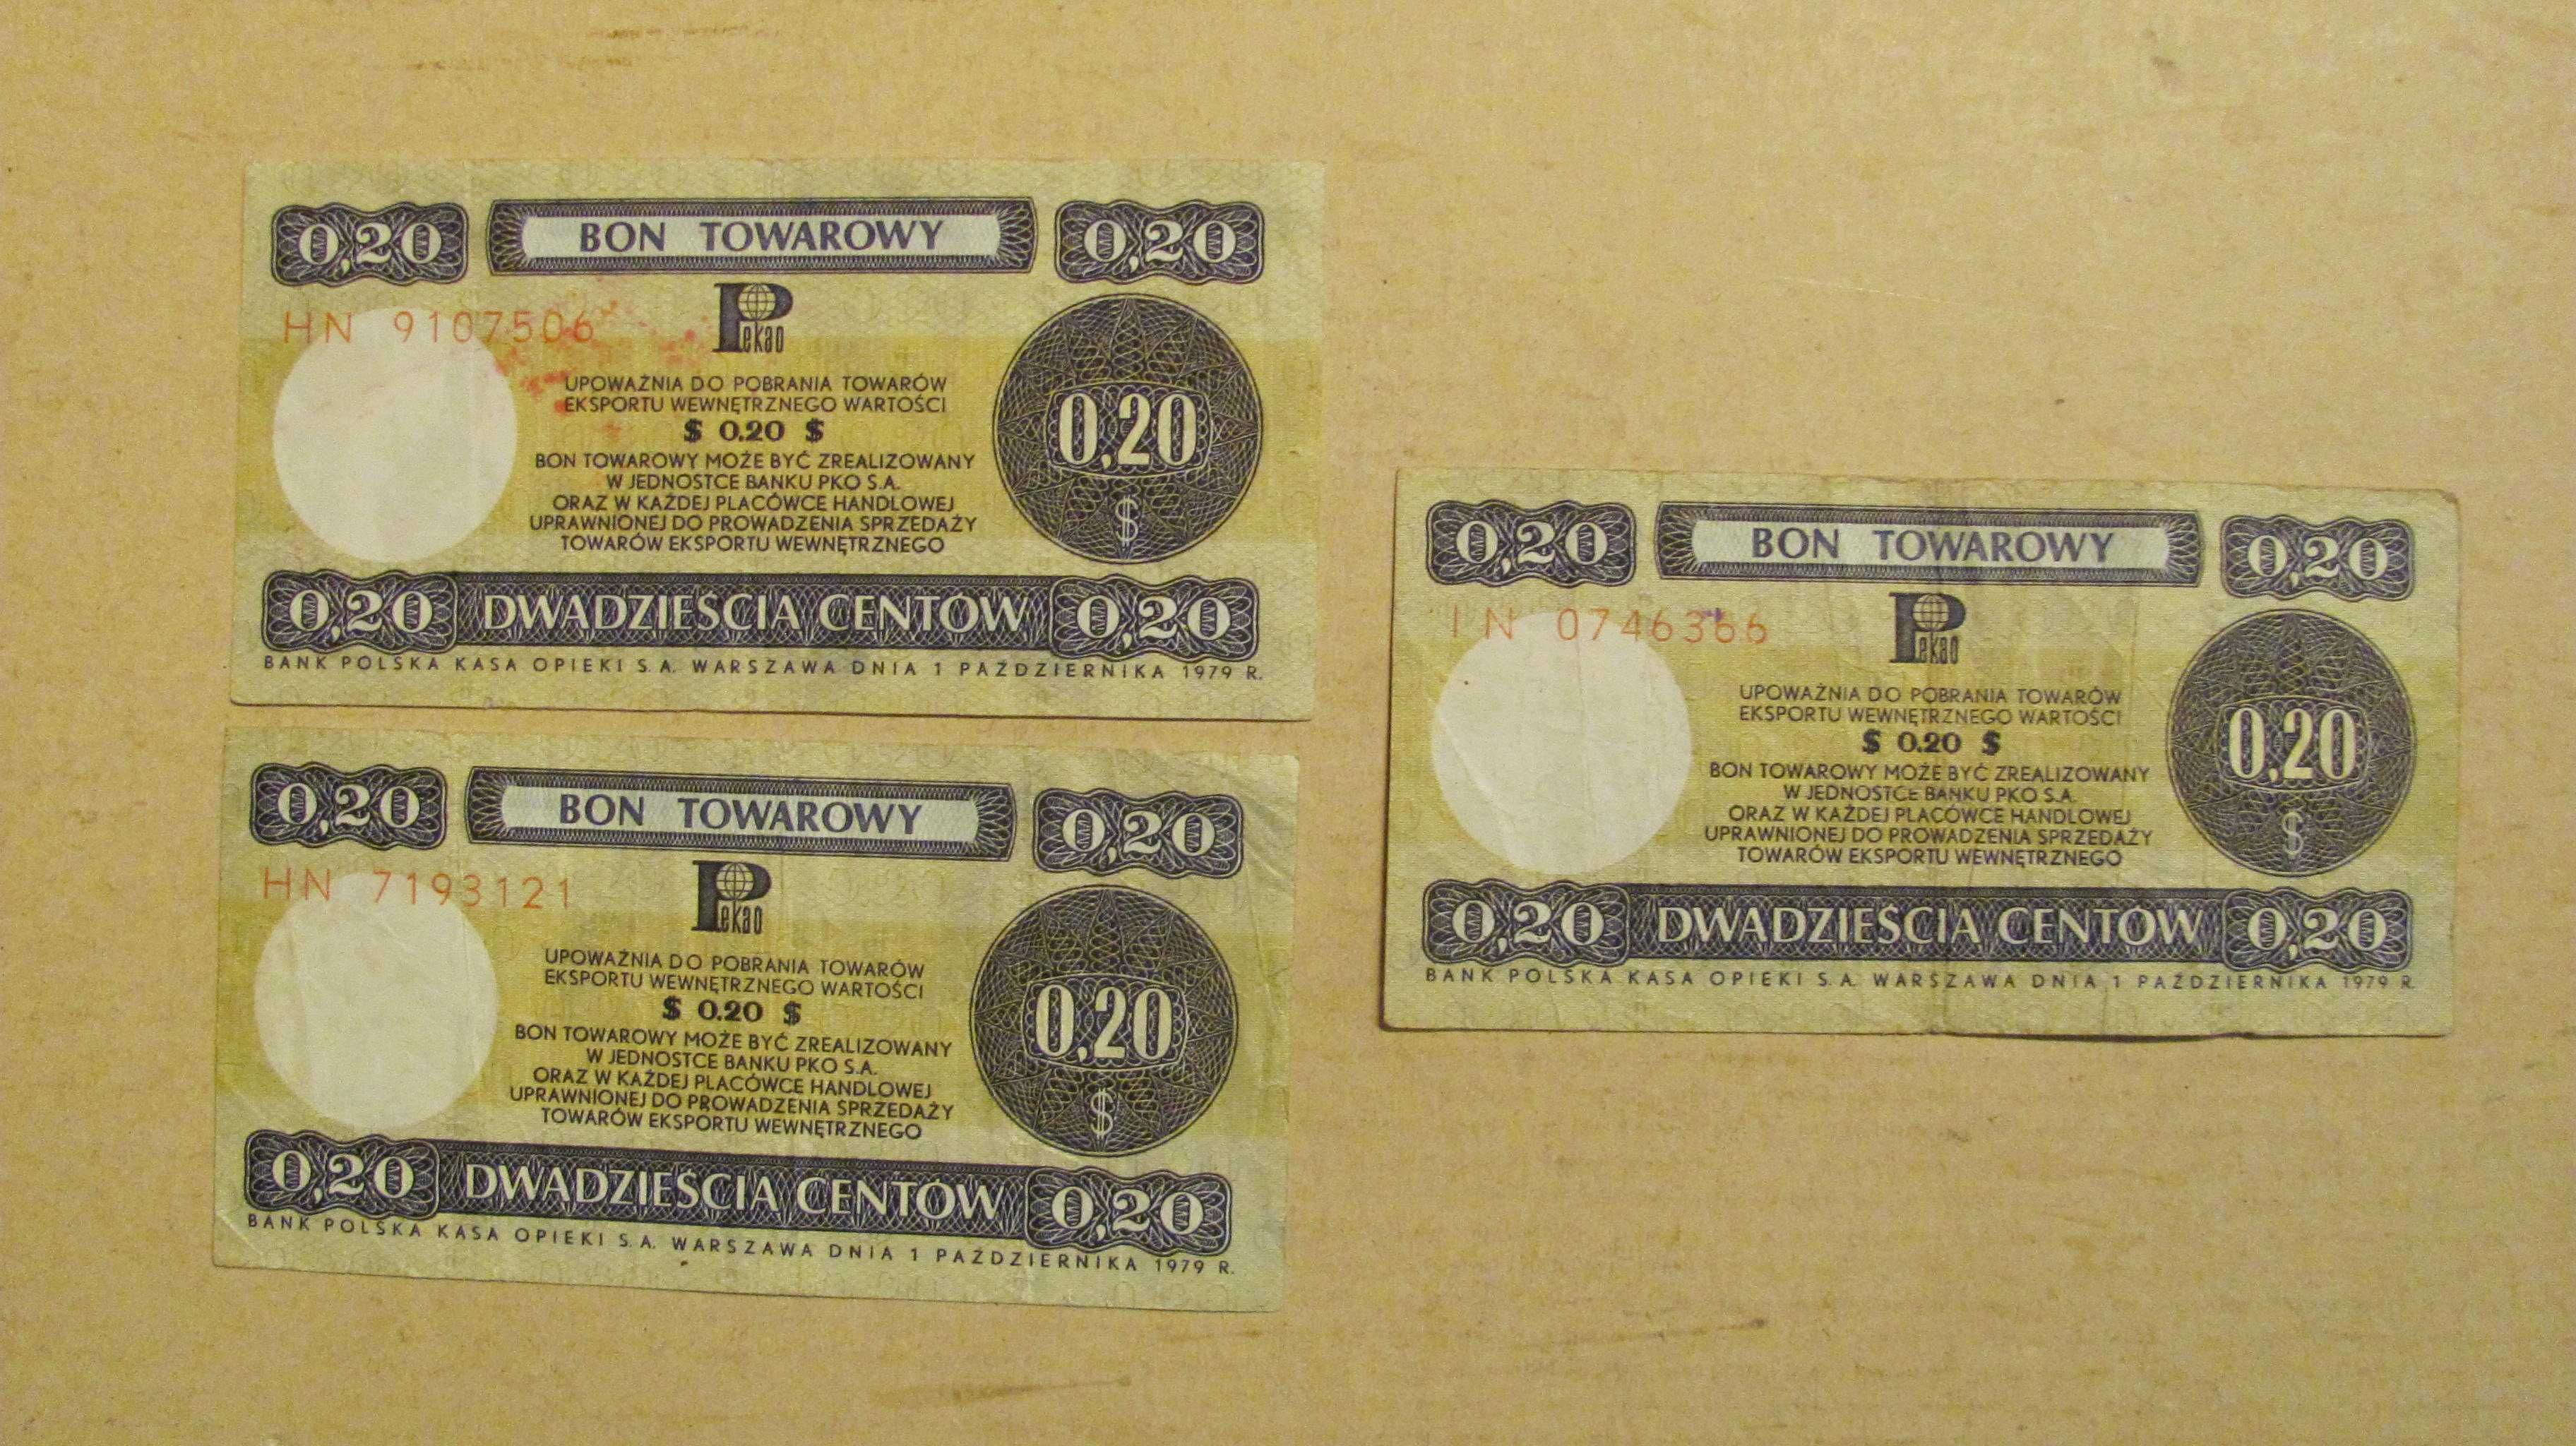 0,20 BON TOWAROWY 0,20
HN 9107506
Pekao
UPOWAŻNIA DO POBRANIA TOWARÓW
EKSPORTU WEWNĘTRZNEGO WARTOŚCI
$ 0.20 $
BON TOWAROWY MOŻE BYĆ ZREALIZOWANY
W JEDNOSTCE BANKU PKO S.A.
ORAZ W KAŻDEJ PLACÓWCE HANDLOWEJ
UPRAWNIONEJ DO PROWADZENIA SPRZEDAŻY
TOWARÓW EKSPORTU WEWNĘTRZNEGO
0,20
$
0,20 DWADZIEŚCIA CENTÓW 0,20
BANK POLSKA KASA OPIEKI S.A. WARSZAWA DNIA 1 PAŹDZIERNIKA 1979 R.
0,20 BON TOWAROWY 0,20
HN 7193121
Pekao
UPOWAŻNIA DO POBRANIA TOWARÓW
EKSPORTU WEWNĘTRZNEGO WARTOŚCI
$ 0.20 $
BON TOWAROWY MOŻE BYĆ ZREALIZOWANY
W JEDNOSTCE BANKU PKO S.A.
ORAZ W KAŻDEJ PLACÓWCE HANDLOWEJ
UPRAWNIONEJ DO PROWADZENIA SPRZEDAŻY
TOWARÓW EKSPORTU WEWNĘTRZNEGO
0,20
$
0,20 DWADZIEŚCIA CENTÓW 0,20
BANK POLSKA KASA OPIEKI S.A. WARSZAWA DNIA 1 PAŹDZIERNIKA 1979 R.
0,20 BON TOWAROWY 0,20
IN 0746366
Pekao
UPOWAŻNIA DO POBRANIA TOWARÓW
EKSPORTU WEWNĘTRZNEGO WARTOŚCI
$ 0.20 $
BON TOWAROWY MOŻE BYĆ ZREALIZOWANY
W JEDNOSTCE BANKU PKO S.A.
ORAZ W KAŻDEJ PLACÓWCE HANDLOWEJ
UPRAWNIONEJ DO PROWADZENIA SPRZEDAŻY
TOWARÓW EKSPORTU WEWNĘTRZNEGO
0,20
$
0,20 DWADZIEŚCIA CENTÓW 0,20
BANK POLSKA KASA OPIEKI S.A. WARSZAWA DNIA 1 PAŹDZIERNIKA 1979 R.